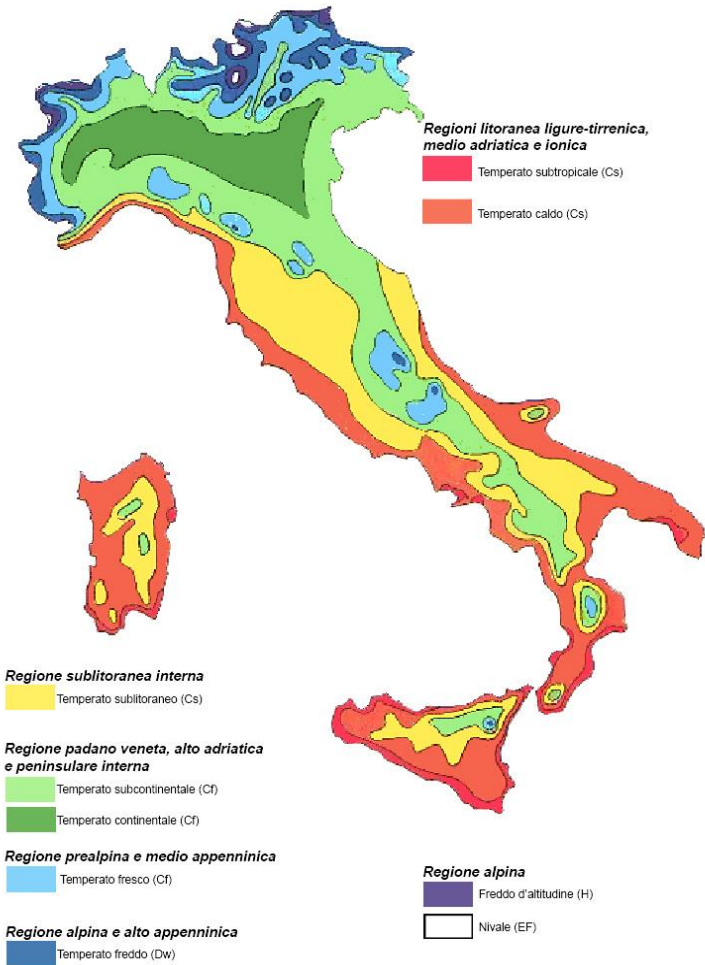 Regioni litoranea ligure-tirrenica,
medio adriatica e ionica
Temperato subtropicale (Cs)
Temperato caldo (Cs)
Regione sublitoranea interna
Temperato sublitoraneo (Cs)
Regione padano veneta, alto adriatica
e peninsulare interna
Temperato subcontinentale (Cf)
Temperato continentale (Cf)
Regione prealpina e medio appenninica
Temperato fresco (Cf)
Regione alpina e alto appenninica
Temperato freddo (Dw)
Regione alpina
Freddo d'altitudine (H)
Nivale (EF)